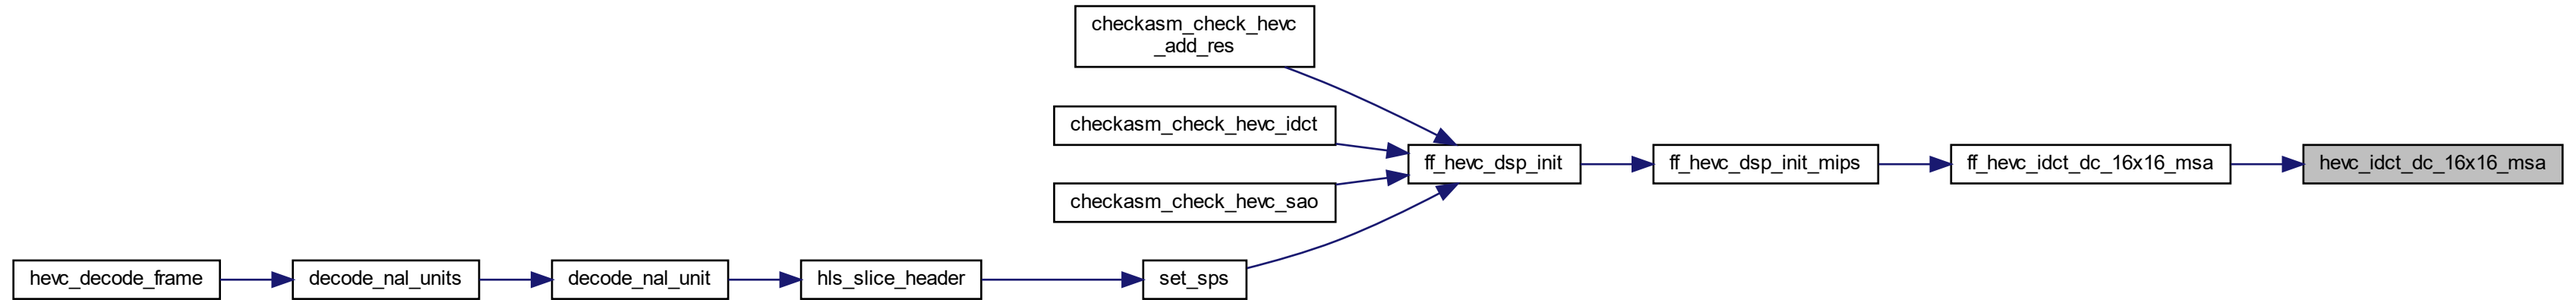 checkasm_check_hevc
_add_res
checkasm_check_hevc_idct
ff_hevc_dsp_init
ff_hevc_dsp_init_mips
ff_hevc_idct_dc_16x16_msa
hevc_idct_dc_16x16_msa
checkasm_check_hevc_sao
hevc_decode_frame
decode_nal_units
decode_nal_unit
hls_slice_header
set_sps